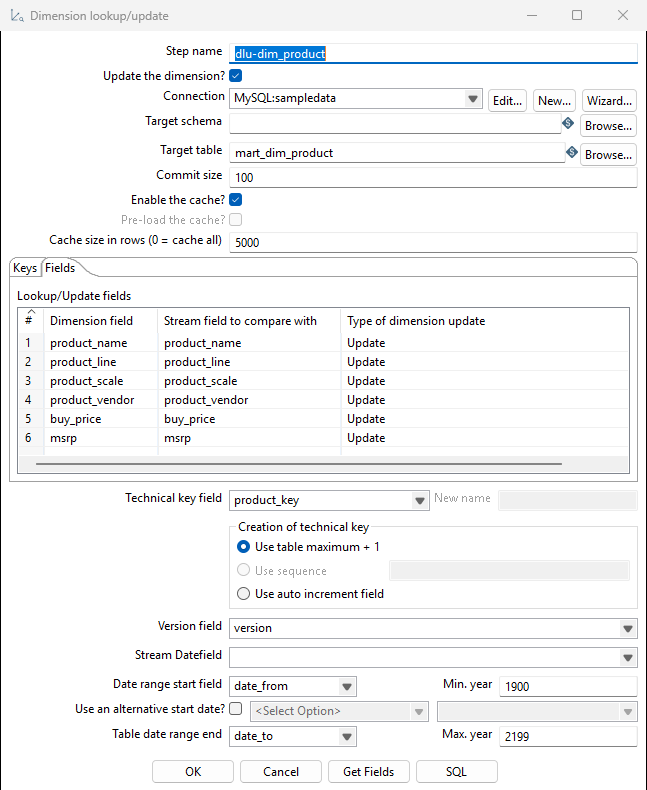 Dimension lookup/update
Step name dlu-dim_product
Update the dimension?
Connection MySQL:sampledata Edit... New... Wizard...
Target schema S Browse...
Target table mart_dim_product S Browse...
Commit size 100
Enable the cache?
Pre-load the cache?
Cache size in rows (0 = cache all) 5000
Keys Fields
Lookup/Update fields
# Dimension field Stream field to compare with Type of dimension update
1 product_name product_name Update
2 product_line product_line Update
3 product_scale product_scale Update
4 product_vendor product_vendor Update
5 buy_price buy_price Update
6 msrp msrp Update
Technical key field product_key New name
Creation of technical key
Use table maximum + 1
Use sequence
Use auto increment field
Version field version
Stream Datefield
Date range start field date_from Min. year 1900
Use an alternative start date? <Select Option>
Table date range end date_to Max. year 2199
OK Cancel Get Fields SQL